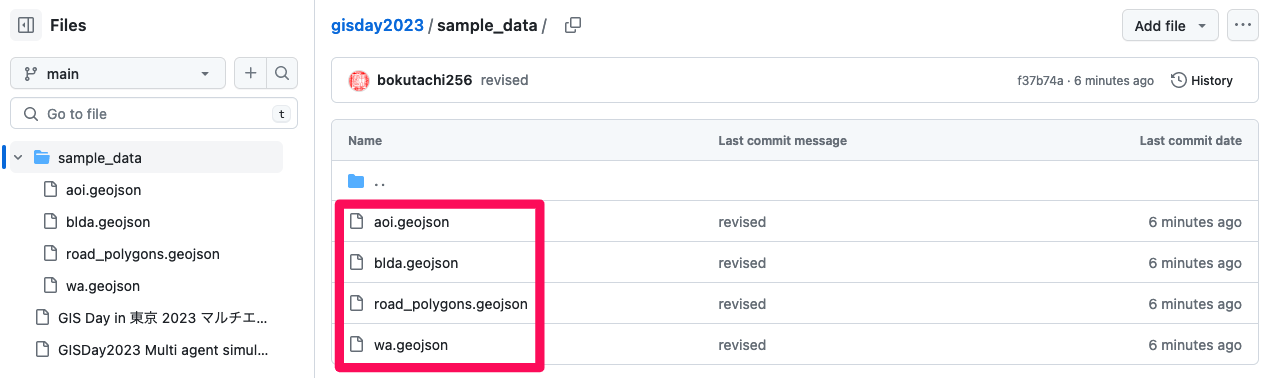 Files
main
Go to file
t
sample_data
aoi.geojson
blda.geojson
road_polygons.geojson
wa.geojson
GIS Day in 東京 2023 マルチエ...
GISDay2023 Multi agent simul...
gisday2023 / sample_data /
Add file
bokutachi256 revised
f37b74a · 6 minutes ago
History
Name Last commit message Last commit date
..
aoi.geojson revised 6 minutes ago
blda.geojson revised 6 minutes ago
road_polygons.geojson revised 6 minutes ago
wa.geojson revised 6 minutes ago